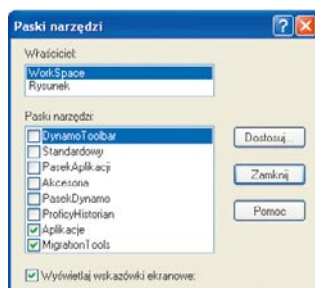 Paski narzędzi
Właściciel:
WorkSpace
Rysunek
Paski narzędzi:
DynamoToolbar
Standardowy
PasekAplikacji
Akcesoria
PasekDynamo
ProficyHistorian
Aplikacje
MigrationTools
Dostosuj...
Zamknij
Pomoc
Wyświetlaj wskazówki ekranowe: